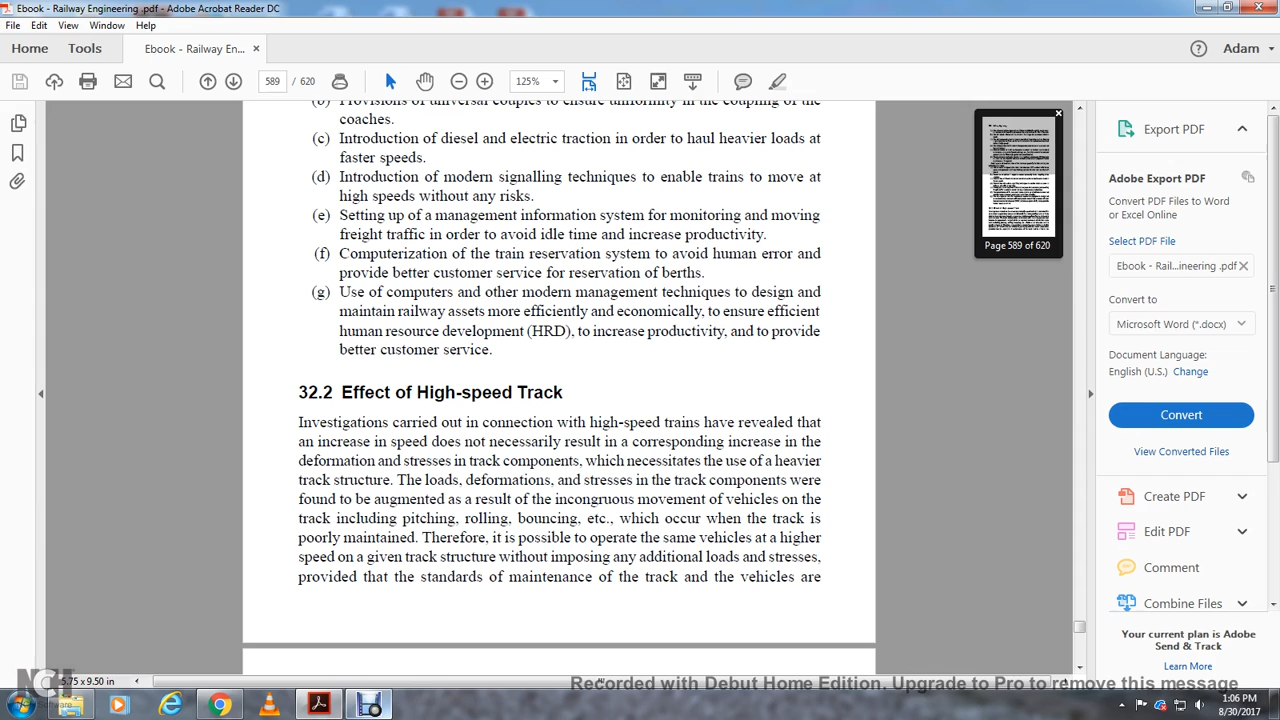 Ebook - Railway Engineering .pdf - Adobe Acrobat Reader DC
File Edit View Window Help
Home Tools Ebook - Railway En... × Adam
589 / 620 125%
(b) Provisions of universal couples to ensure uniformity in the coupling of the
coaches.
(c) Introduction of diesel and electric traction in order to haul heavier loads at
faster speeds.
(d) Introduction of modern signalling techniques to enable trains to move at
high speeds without any risks.
(e) Setting up of a management information system for monitoring and moving
freight traffic in order to avoid idle time and increase productivity.
(f) Computerization of the train reservation system to avoid human error and
provide better customer service for reservation of berths.
(g) Use of computers and other modern management techniques to design and
maintain railway assets more efficiently and economically, to ensure efficient
human resource development (HRD), to increase productivity, and to provide
better customer service.
32.2 Effect of High-speed Track
Investigations carried out in connection with high-speed trains have revealed that
an increase in speed does not necessarily result in a corresponding increase in the
deformation and stresses in track components, which necessitates the use of a heavier
track structure. The loads, deformations, and stresses in the track components were
found to be augmented as a result of the incongruous movement of vehicles on the
track including pitching, rolling, bouncing, etc., which occur when the track is
poorly maintained. Therefore, it is possible to operate the same vehicles at a higher
speed on a given track structure without imposing any additional loads and stresses,
provided that the standards of maintenance of the track and the vehicles are
Page 589 of 620
Export PDF
Adobe Export PDF
Convert PDF Files to Word
or Excel Online
Select PDF File
Ebook - Rail...ineering .pdf ×
Convert to
Microsoft Word (*.docx)
Document Language:
English (U.S.) Change
Convert
View Converted Files
Create PDF
Edit PDF
Comment
Combine Files
Your current plan is Adobe
Send & Track
Learn More
5.75 x 9.50 in
Recorded with Debut Home Edition. Upgrade to Pro to remove this message
NCH
Software
1:06 PM
8/30/2017